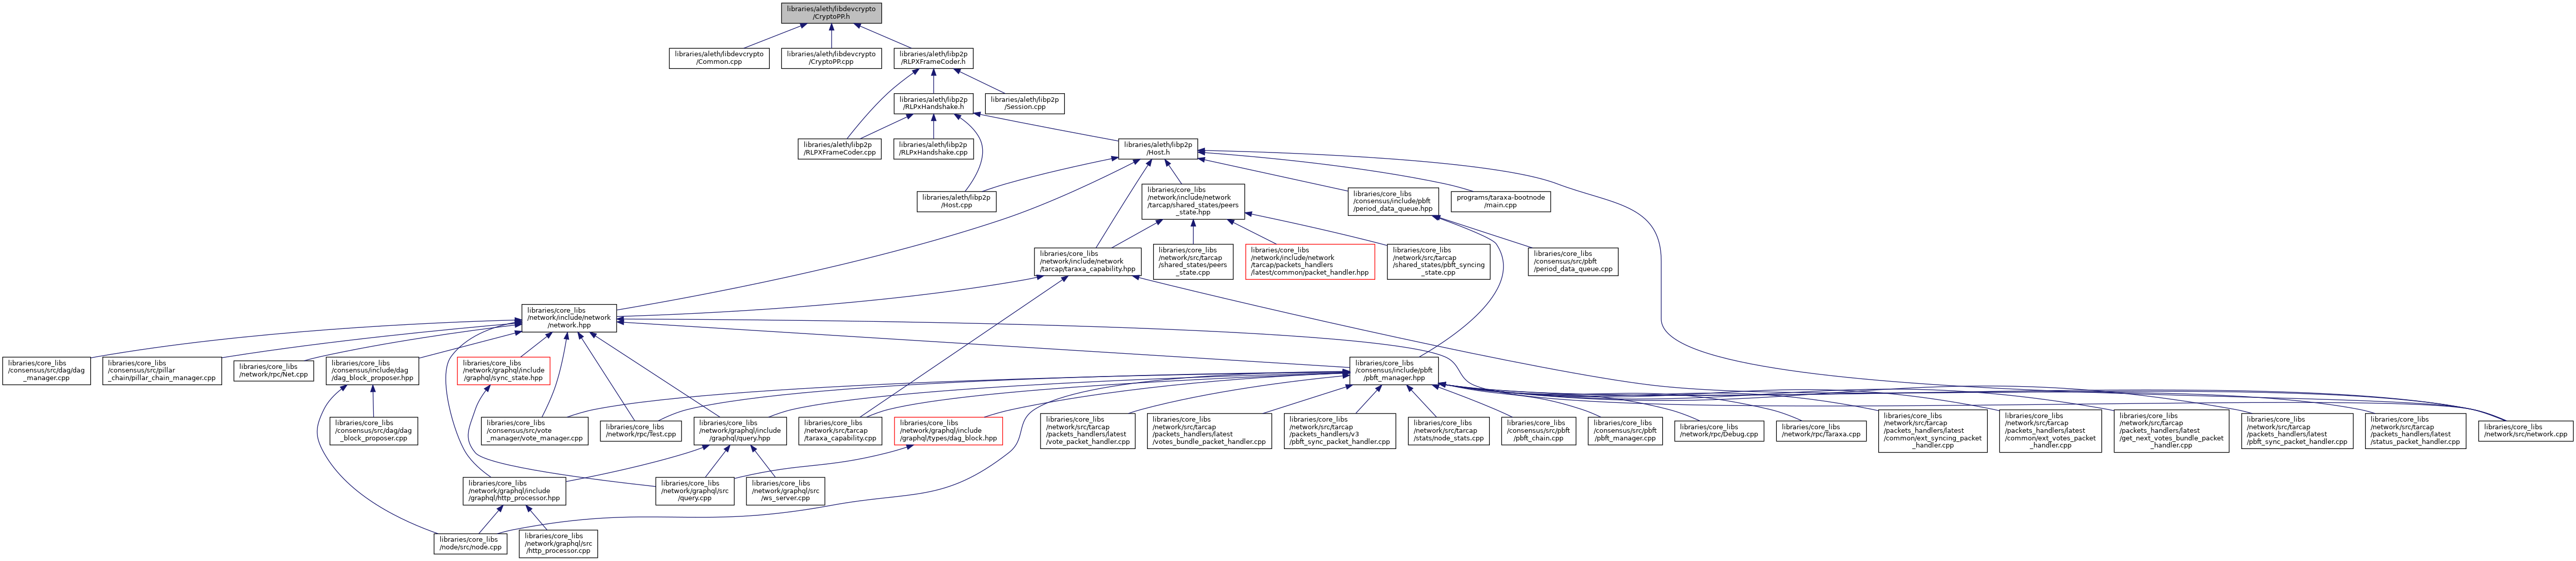 libraries/aleth/libdevcrypto
/CryptoPP.h
libraries/aleth/libdevcrypto
/Common.cpp
libraries/aleth/libdevcrypto
/CryptoPP.cpp
libraries/aleth/libp2p
/RLPXFrameCoder.h
libraries/aleth/libp2p
/RLPxHandshake.h
libraries/aleth/libp2p
/Session.cpp
libraries/aleth/libp2p
/RLPXFrameCoder.cpp
libraries/aleth/libp2p
/RLPxHandshake.cpp
libraries/aleth/libp2p
/Host.h
libraries/aleth/libp2p
/Host.cpp
libraries/core_libs
/network/include/network
/tarcap/shared_states/peers
_state.hpp
libraries/core_libs
/consensus/include/pbft
/period_data_queue.hpp
programs/taraxa-bootnode
/main.cpp
libraries/core_libs
/network/include/network
/tarcap/taraxa_capability.hpp
libraries/core_libs
/network/src/tarcap
/shared_states/peers
_state.cpp
libraries/core_libs
/network/include/network
/tarcap/packets_handlers
/latest/common/packet_handler.hpp
libraries/core_libs
/network/src/tarcap
/shared_states/pbft_syncing
_state.cpp
libraries/core_libs
/consensus/src/pbft
/period_data_queue.cpp
libraries/core_libs
/network/include/network
/network.hpp
libraries/core_libs
/consensus/src/dag/dag
_manager.cpp
libraries/core_libs
/consensus/src/pillar
_chain/pillar_chain_manager.cpp
libraries/core_libs
/network/rpc/Net.cpp
libraries/core_libs
/consensus/include/dag
/dag_block_proposer.hpp
libraries/core_libs
/network/graphql/include
/graphql/sync_state.hpp
libraries/core_libs
/consensus/include/pbft
/pbft_manager.hpp
libraries/core_libs
/consensus/src/dag/dag
_block_proposer.cpp
libraries/core_libs
/consensus/src/vote
_manager/vote_manager.cpp
libraries/core_libs
/network/rpc/Test.cpp
libraries/core_libs
/network/graphql/include
/graphql/query.hpp
libraries/core_libs
/network/src/tarcap
/taraxa_capability.cpp
libraries/core_libs
/network/graphql/include
/graphql/types/dag_block.hpp
libraries/core_libs
/network/src/tarcap
/packets_handlers/latest
/vote_packet_handler.cpp
libraries/core_libs
/network/src/tarcap
/packets_handlers/latest
/votes_bundle_packet_handler.cpp
libraries/core_libs
/network/src/tarcap
/packets_handlers/v3
/pbft_sync_packet_handler.cpp
libraries/core_libs
/network/src/tarcap
/stats/node_stats.cpp
libraries/core_libs
/consensus/src/pbft
/pbft_chain.cpp
libraries/core_libs
/consensus/src/pbft
/pbft_manager.cpp
libraries/core_libs
/network/rpc/Debug.cpp
libraries/core_libs
/network/rpc/Taraxa.cpp
libraries/core_libs
/network/src/tarcap
/packets_handlers/latest
/common/ext_syncing_packet
_handler.cpp
libraries/core_libs
/network/src/tarcap
/packets_handlers/latest
/common/ext_votes_packet
_handler.cpp
libraries/core_libs
/network/src/tarcap
/packets_handlers/latest
/get_next_votes_bundle_packet
_handler.cpp
libraries/core_libs
/network/src/tarcap
/packets_handlers/latest
/pbft_sync_packet_handler.cpp
libraries/core_libs
/network/src/tarcap
/packets_handlers/latest
/status_packet_handler.cpp
libraries/core_libs
/network/src/network.cpp
libraries/core_libs
/network/graphql/include
/graphql/http_processor.hpp
libraries/core_libs
/network/graphql/src
/query.cpp
libraries/core_libs
/network/graphql/src
/ws_server.cpp
libraries/core_libs
/node/src/node.cpp
libraries/core_libs
/network/graphql/src
/http_processor.cpp